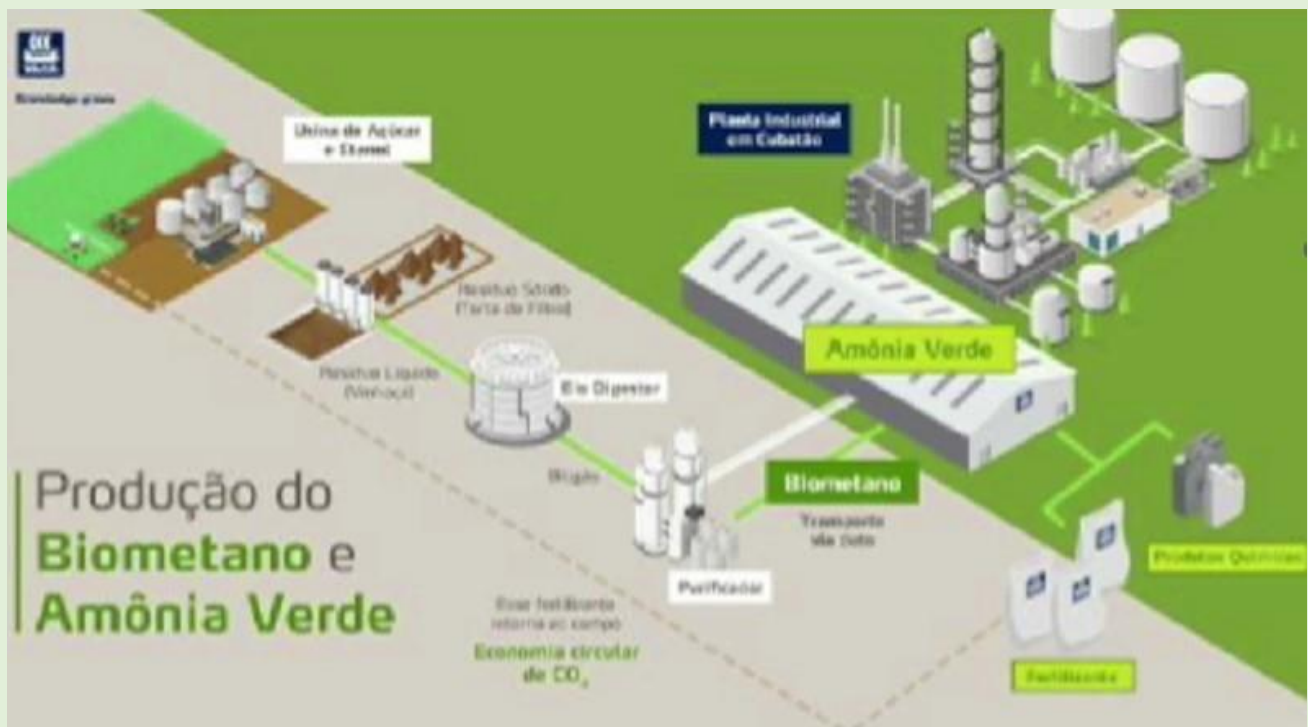 Knowledge grows
Usina de Açúcar
e Etanol
Planta Industrial
em Cubatão
Resíduo Sólido
(Torta de Filtro)
Amônia Verde
Resíduo Líquido
(Vinhaça)
Bio Digestor
Biogás
Biometano
Transporte
via duto
Produção do
Biometano e
Amônia Verde
Purificador
Produtos Químicos
Esse fertilizante
retorna ao campo
Economia circular
de CO₂
Fertilizante